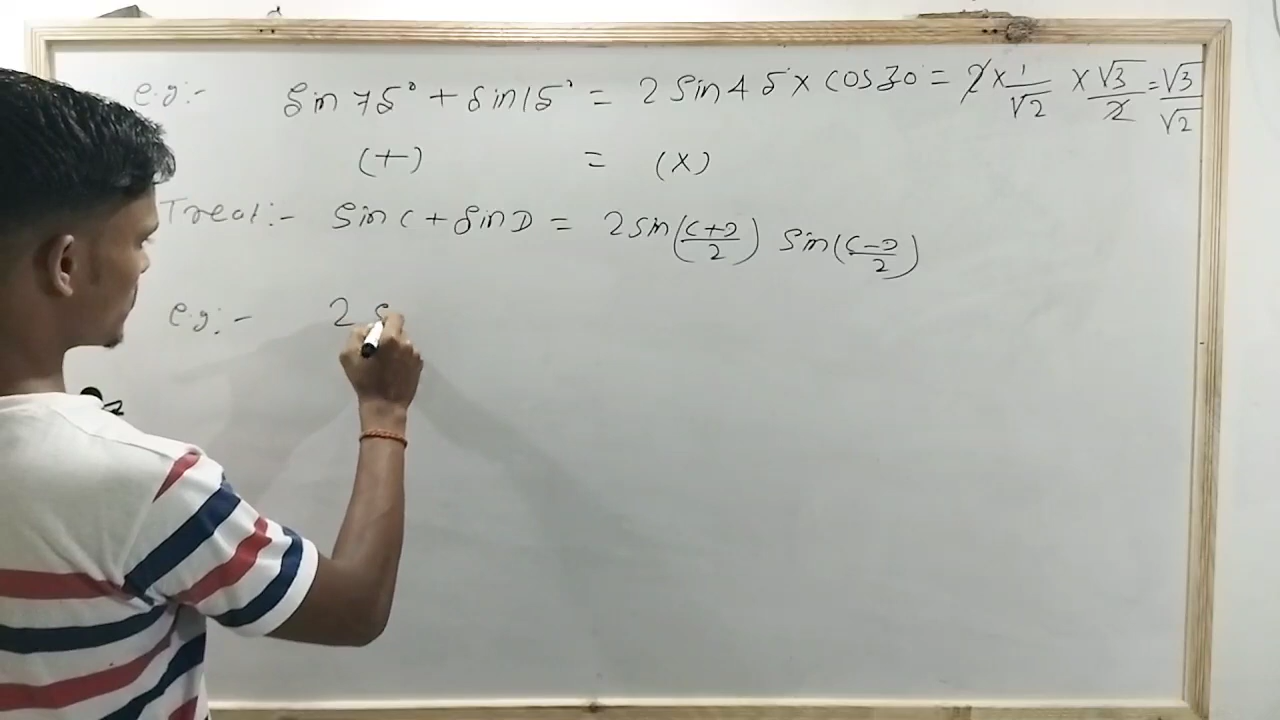 e.g:- sin 75° + sin 15° = 2 sin 45 × cos 30 = 2 × 1/√2 × √3/2 = √3/√2
(+) = (×)
Treat:- sin C + sin D = 2 sin(C+D/2) sin(C-D/2)
e.g:- 2 s